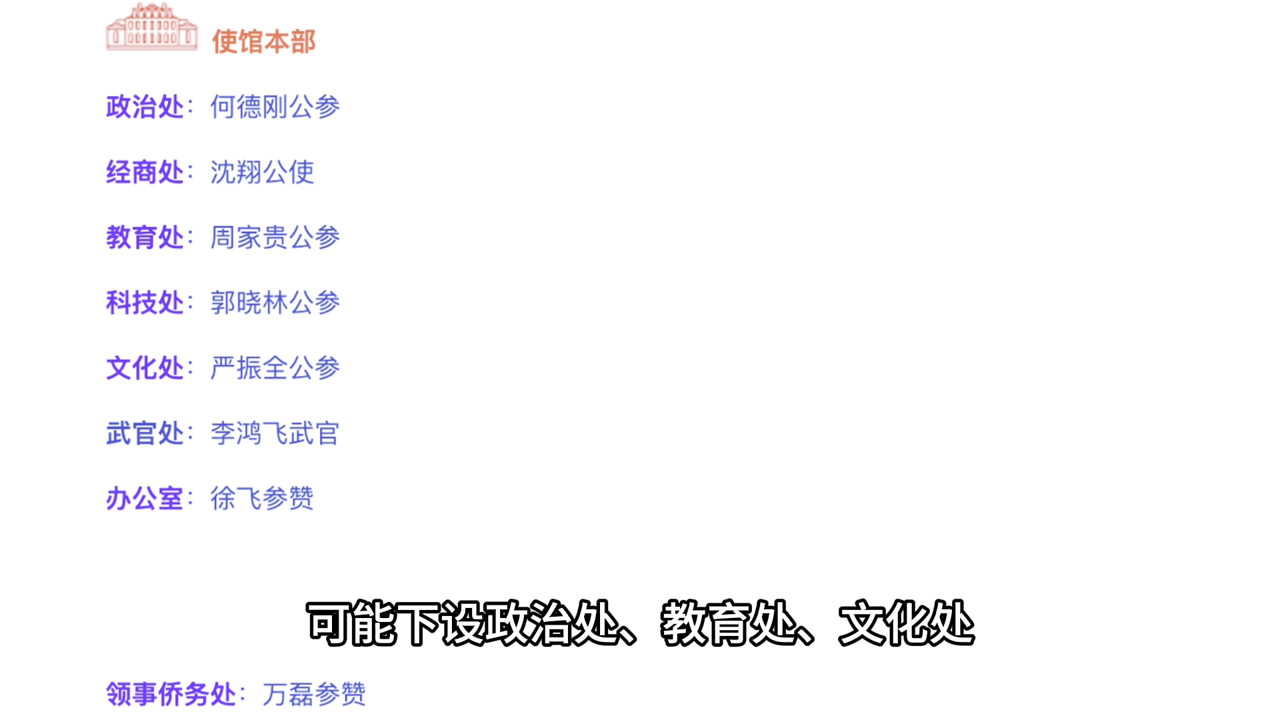 使馆本部
政治处：何德刚公参
经商处：沈翔公使
教育处：周家贵公参
科技处：郭晓林公参
文化处：严振全公参
武官处：李鸿飞武官
办公室：徐飞参赞
可能下设政治处、教育处、文化处
领事侨务处：万磊参赞